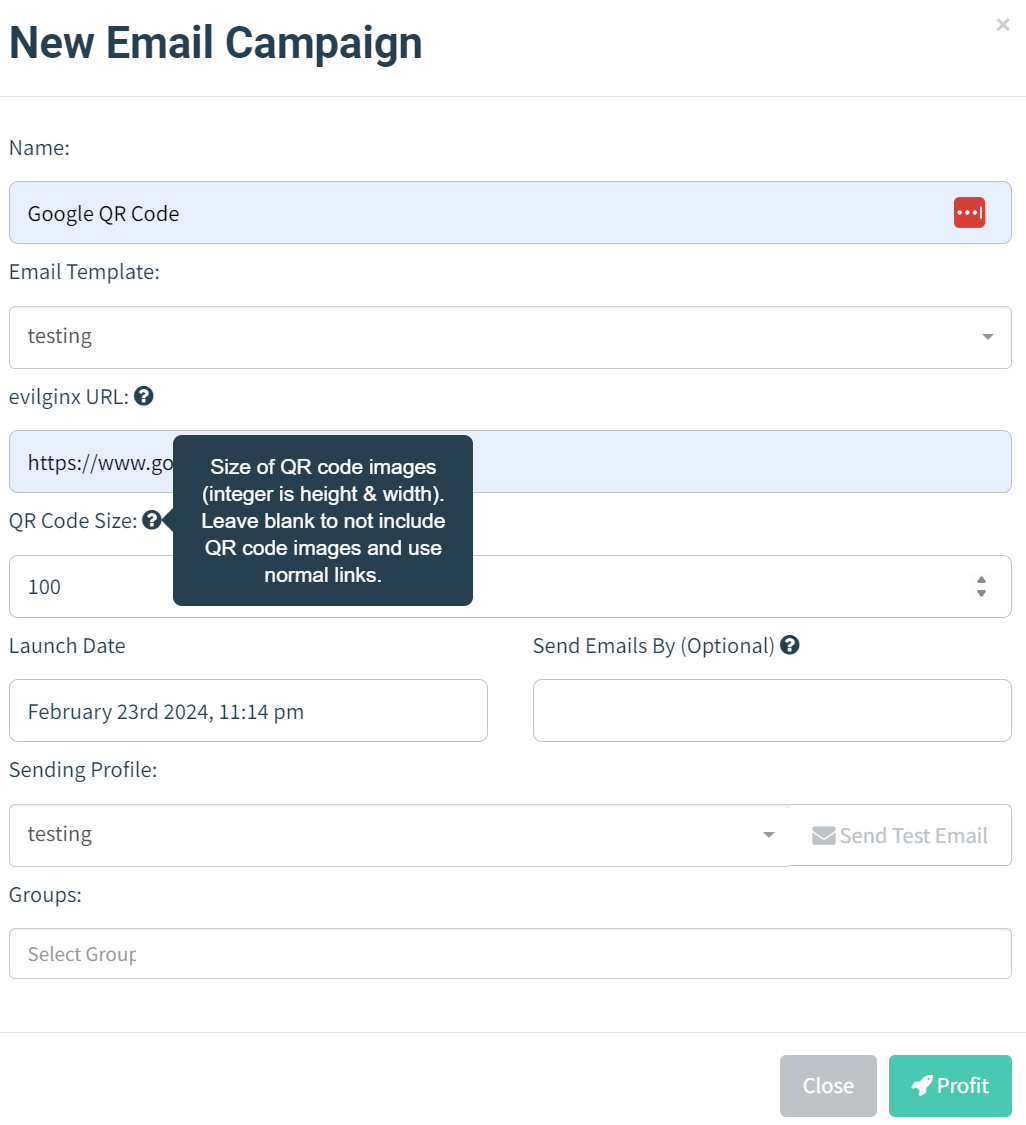 New Email Campaign
×
Name:
Google QR Code
Email Template:
testing
evilginx URL:
https://www.go
Size of QR code images
(integer is height & width).
Leave blank to not include
QR code images and use
normal links.
QR Code Size:
100
Launch Date
Send Emails By (Optional)
February 23rd 2024, 11:14 pm
Sending Profile:
testing
Send Test Email
Groups:
Select Group
Close
Profit